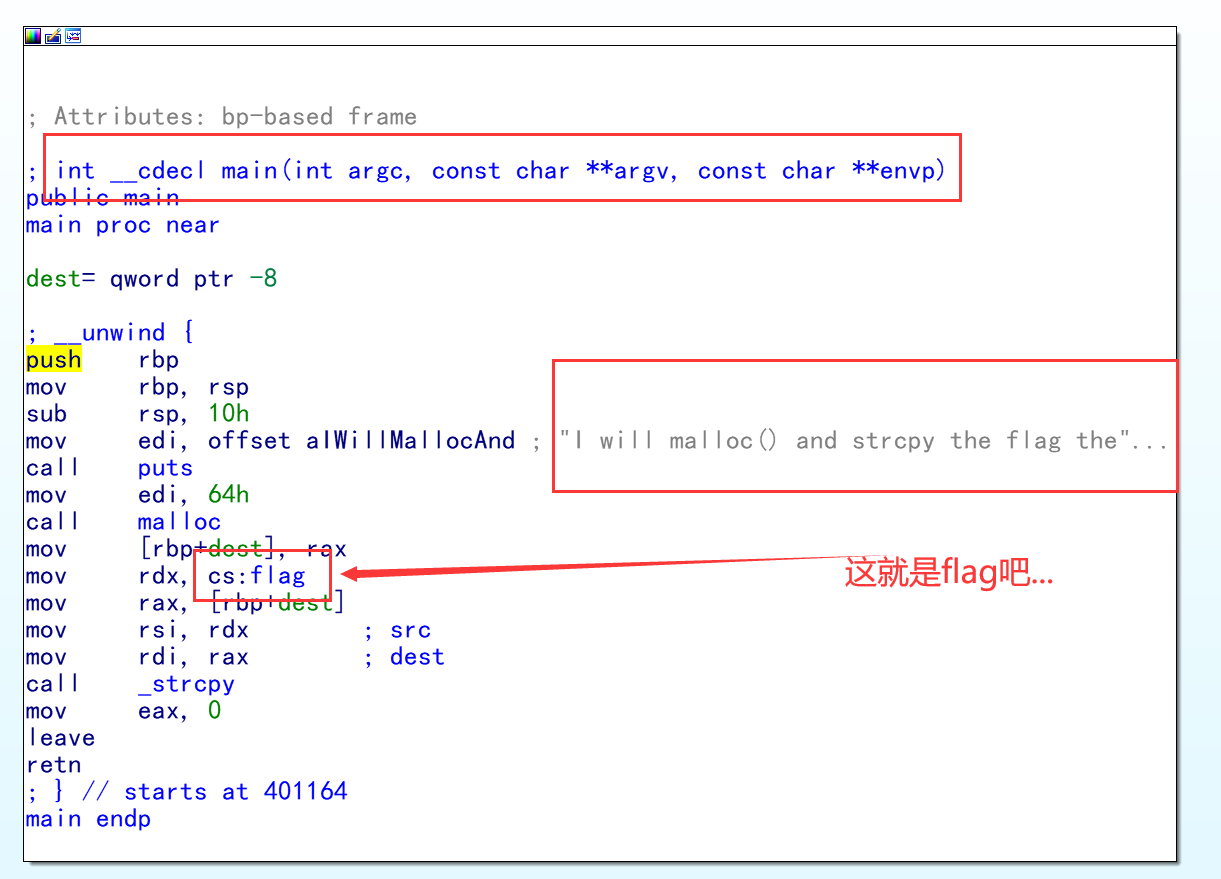 ; Attributes: bp-based frame
; int __cdecl main(int argc, const char **argv, const char **envp)
public main
main proc near
dest= qword ptr -8
; __unwind {
push rbp
mov rbp, rsp
sub rsp, 10h
mov edi, offset aIWillMallocAnd ; "I will malloc() and strcpy the flag the"...
call puts
mov edi, 64h
call malloc
mov [rbp+dest], rax
mov rdx, cs:flag
这就是flag吧...
mov rax, [rbp+dest]
mov rsi, rdx ; src
mov rdi, rax ; dest
call _strcpy
mov eax, 0
leave
retn
; } // starts at 401164
main endp